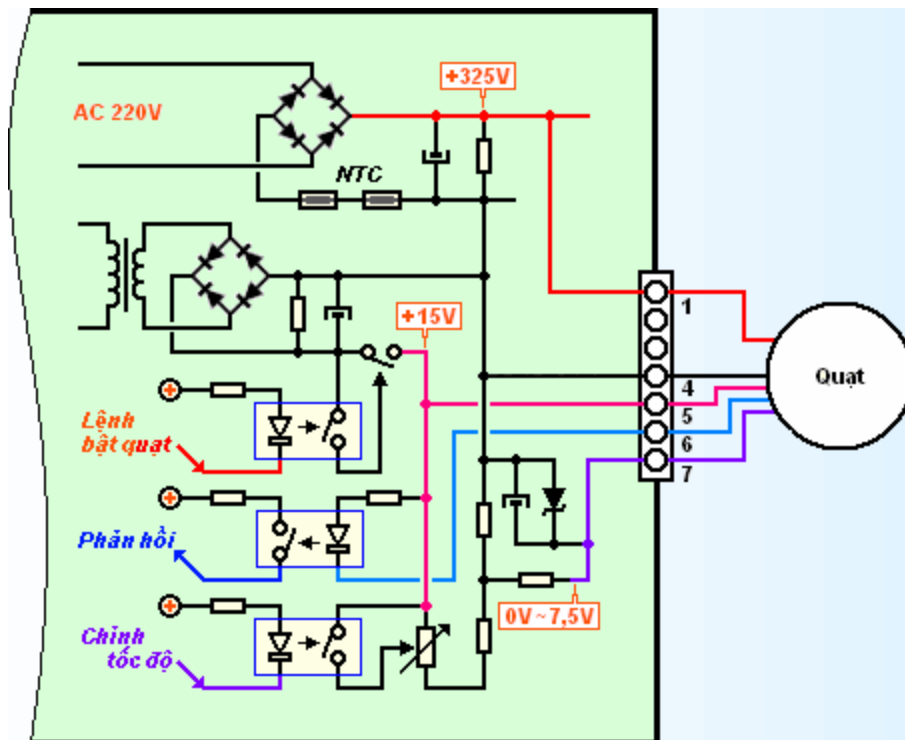 +325V
AC 220V
NTC
+15V
1
Quạt
4
Lệnh
bật quạt
5
6
7
Phản hồi
0V ~ 7,5V
Chỉnh
tốc độ